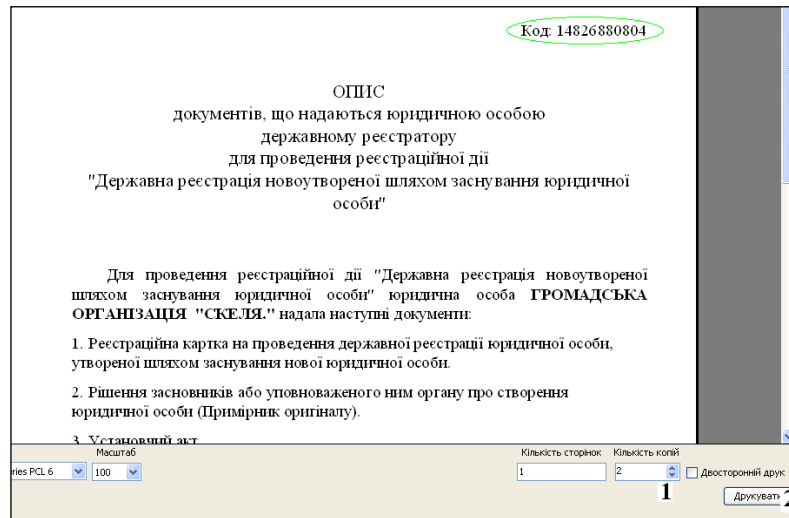 Код: 14826880804
ОПИС
документів, що надаються юридичною особою
державному реєстратору
для проведення реєстраційної дії
"Державна реєстрація новоутвореної шляхом заснування юридичної
особи"
Для проведення реєстраційної дії "Державна реєстрація новоутвореної
шляхом заснування юридичної особи" юридична особа ГРОМАДСЬКА
ОРГАНІЗАЦІЯ "СКЕЛЯ." надала наступні документи:
1. Реєстраційна картка на проведення державної реєстрації юридичної особи,
утвореної шляхом заснування нової юридичної особи.
2. Рішення засновників або уповноваженого ним органу про створення
юридичної особи (Примірник оригіналу).
3. Установчий акт
Масштаб Кількість сторінок Кількість копій
ries PCL 6 100 1 2 Двосторонній друк
1 Друкувати 2